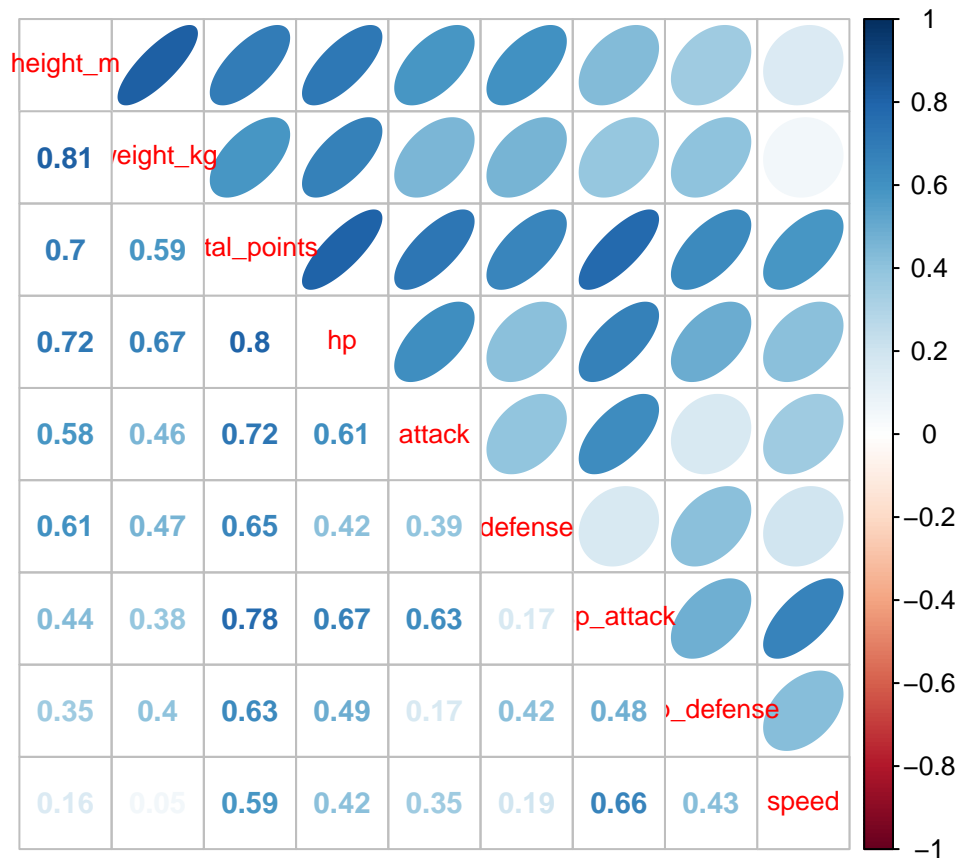 height_m
0.81 weight_kg
0.7 0.59 tal_points
0.72 0.67 0.8 hp
0.58 0.46 0.72 0.61 attack
0.61 0.47 0.65 0.42 0.39 defense
0.44 0.38 0.78 0.67 0.63 0.17 p_attack
0.35 0.4 0.63 0.49 0.17 0.42 0.48 p_defense
0.16 0.05 0.59 0.42 0.35 0.19 0.66 0.43 speed
1
0.8
0.6
0.4
0.2
0
−0.2
−0.4
−0.6
−0.8
−1